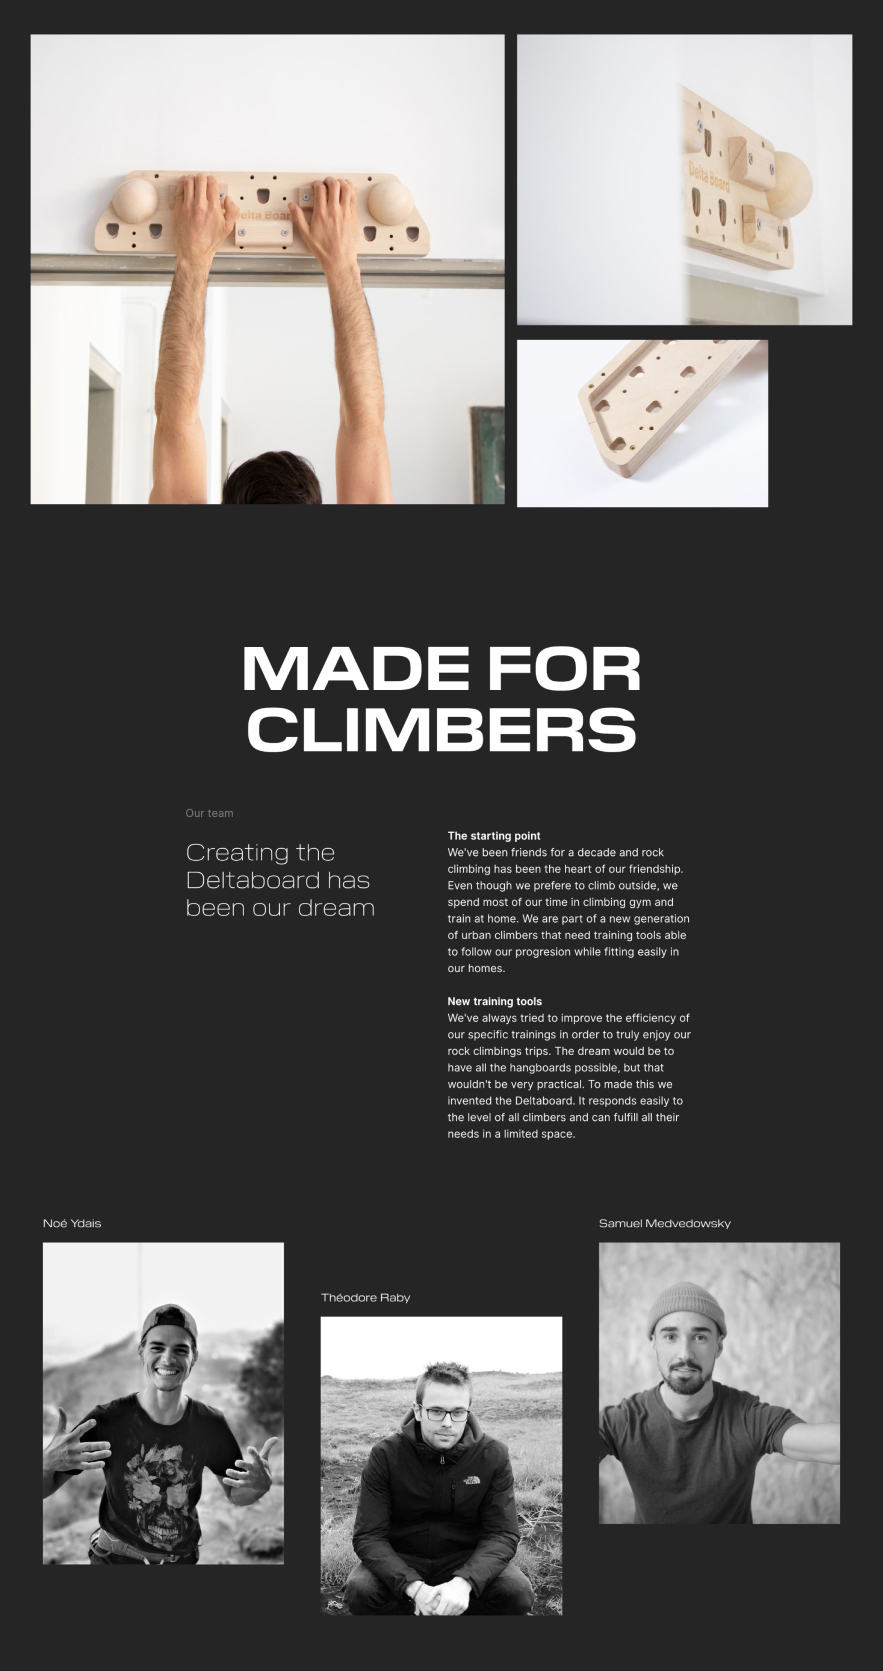 Delta Boar
Delta Board
MADE FOR
CLIMBERS
Our team
Creating the
Deltaboard has
been our dream
The starting point
We've been friends for a decade and rock
climbing has been the heart of our friendship.
Even though we prefere to climb outside, we
spend most of our time in climbing gym and
train at home. We are part of a new generation
of urban climbers that need training tools able
to follow our progresion while fitting easily in
our homes.
New training tools
We've always tried to improve the efficiency of
our specific trainings in order to truly enjoy our
rock climbings trips. The dream would be to
have all the hangboards possible, but that
wouldn't be very practical. To made this we
invented the Deltaboard. It responds easily to
the level of all climbers and can fulfill all their
needs in a limited space.
Noé Ydais
Samuel Medvedowsky
Théodore Raby